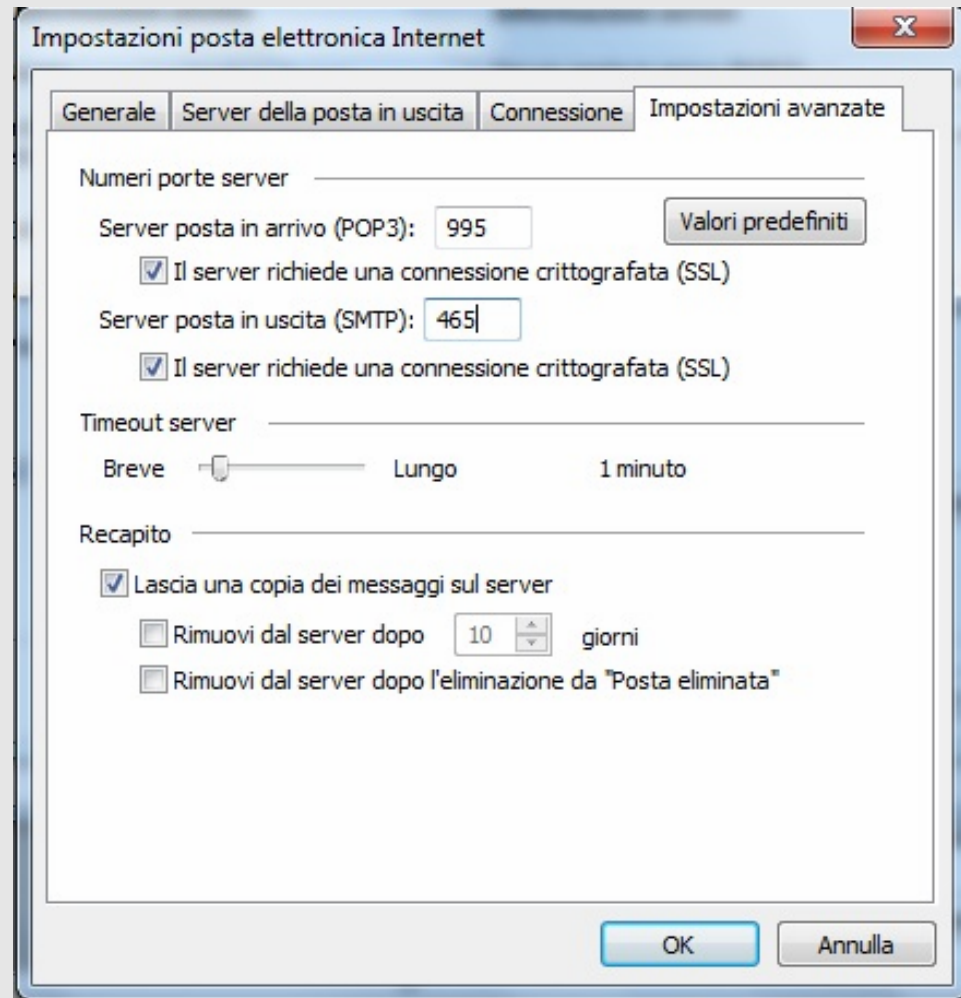 Impostazioni posta elettronica Internet
Generale Server della posta in uscita Connessione Impostazioni avanzate
Numeri porte server
Server posta in arrivo (POP3): 995 Valori predefiniti
Il server richiede una connessione crittografata (SSL)
Server posta in uscita (SMTP): 465
Il server richiede una connessione crittografata (SSL)
Timeout server
Breve Lungo 1 minuto
Recapito
Lascia una copia dei messaggi sul server
Rimuovi dal server dopo 10 giorni
Rimuovi dal server dopo l'eliminazione da "Posta eliminata"
OK Annulla